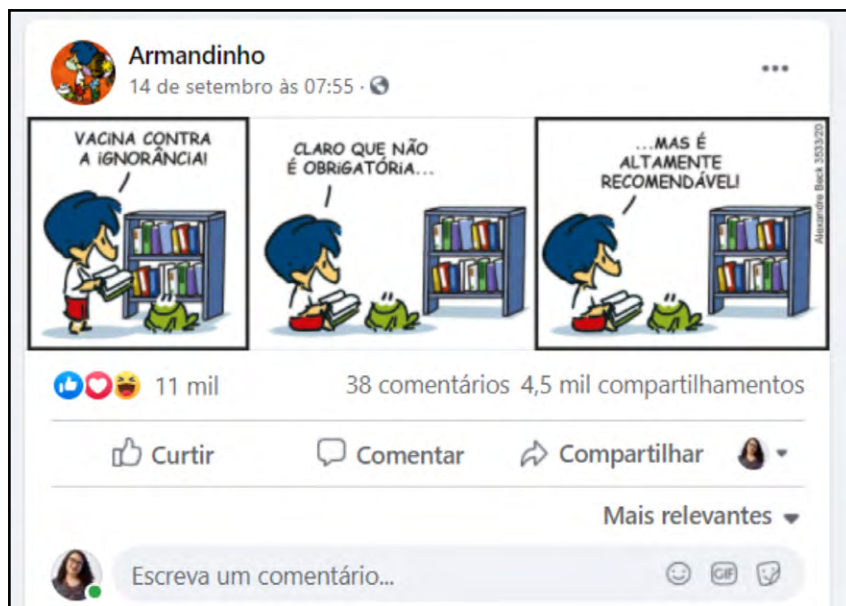 Armandinho
14 de setembro às 07:55 ·
VACINA CONTRA
A IGNORÂNCIA!
CLARO QUE NÃO
É OBRIGATÓRIA...
...MAS É
ALTAMENTE
RECOMENDÁVEL!
Alexandre Beck 3533/20
11 mil
38 comentários 4,5 mil compartilhamentos
Curtir
Comentar
Compartilhar
Mais relevantes
Escreva um comentário...
GIF